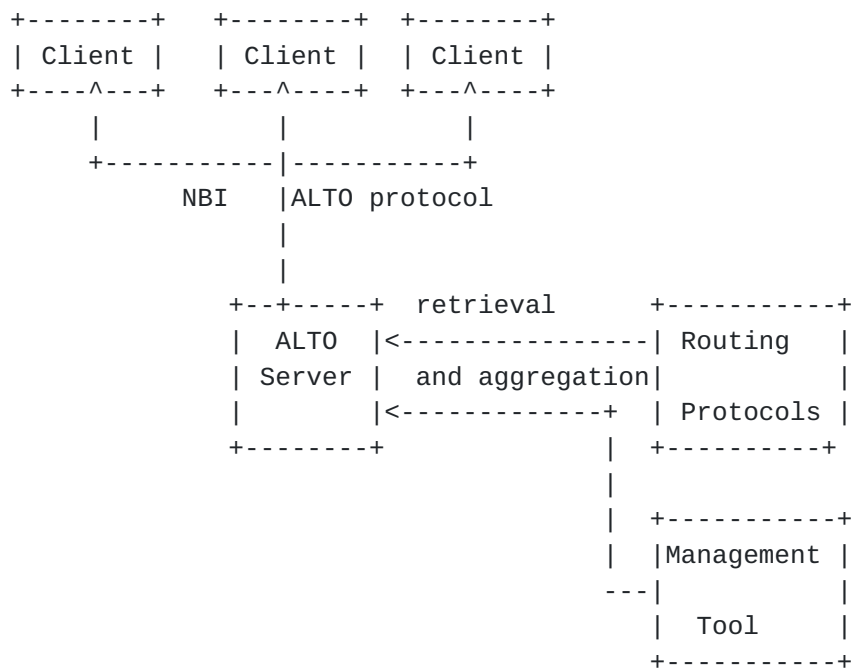 +--------+   +--------+  +--------+
| Client |   | Client |  | Client |
+----^---+   +---^----+  +---^----+
     |           |           |
     +-----------|-----------+
          NBI   |ALTO protocol
                 |
                 |
             +--+-----+  retrieval      +-----------+
             |  ALTO  |<----------------| Routing   |
             | Server |  and aggregation|           |
             |        |<-------------+  | Protocols |
             +--------+              |  +----------+
                                     |
                                     |  +-----------+
                                     |  |Management |
                                     ---|           |
                                        |  Tool     |
                                        +-----------+